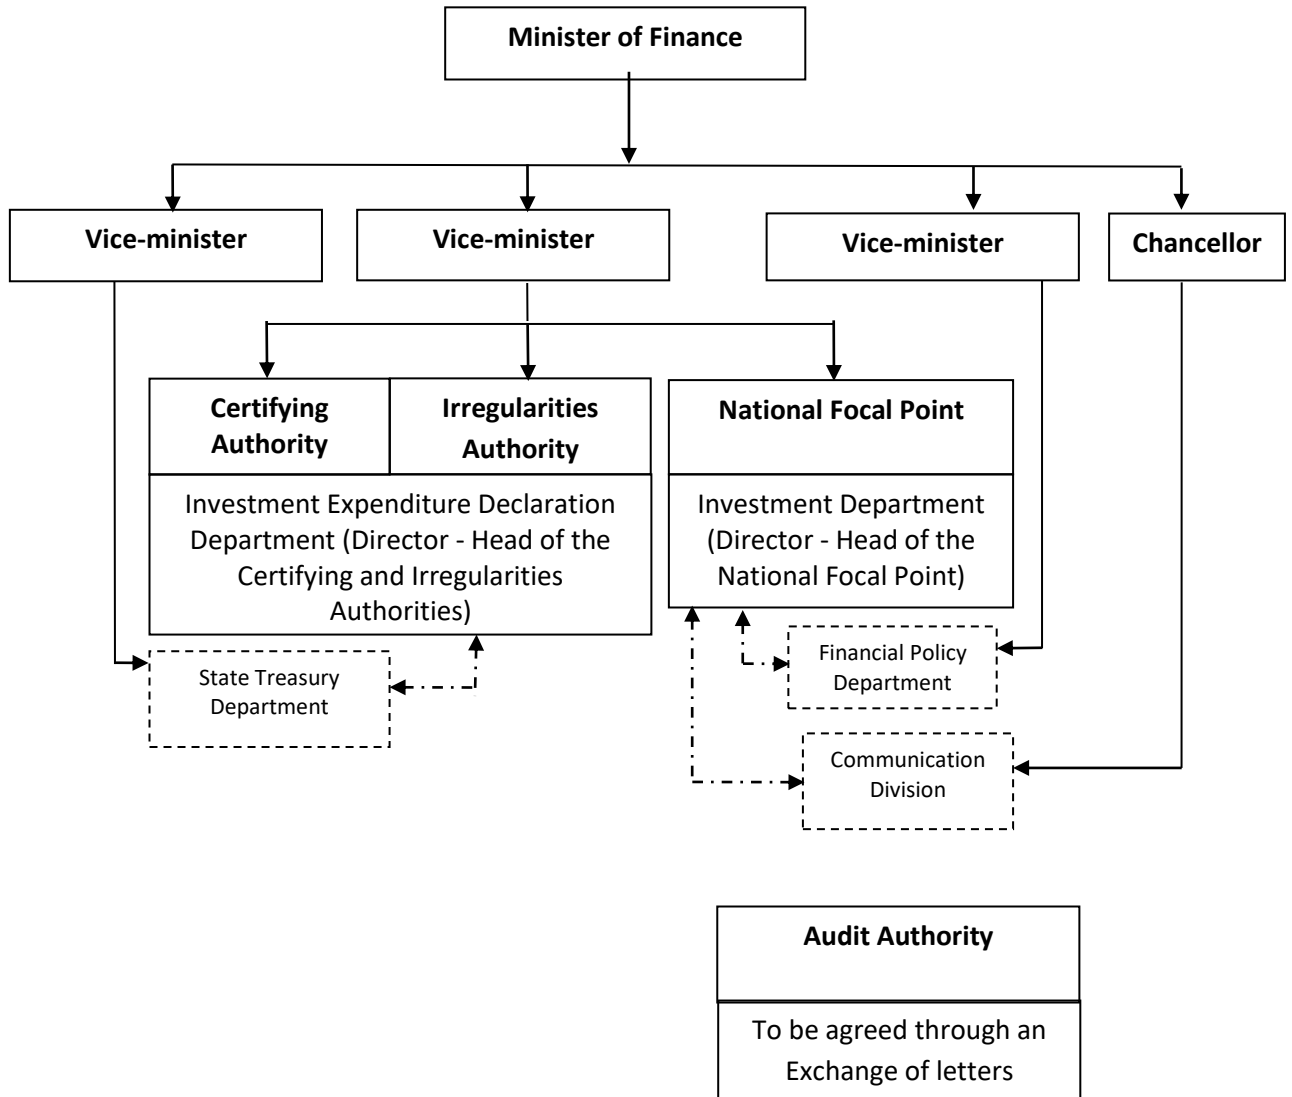 Minister of Finance
Vice-minister
Vice-minister
Vice-minister
Chancellor
Certifying
Authority
Irregularities
Authority
National Focal Point
Investment Expenditure Declaration
Department (Director - Head of the
Certifying and Irregularities
Authorities)
Investment Department
(Director - Head of the
National Focal Point)
State Treasury
Department
Financial Policy
Department
Communication
Division
Audit Authority
To be agreed through an
Exchange of letters